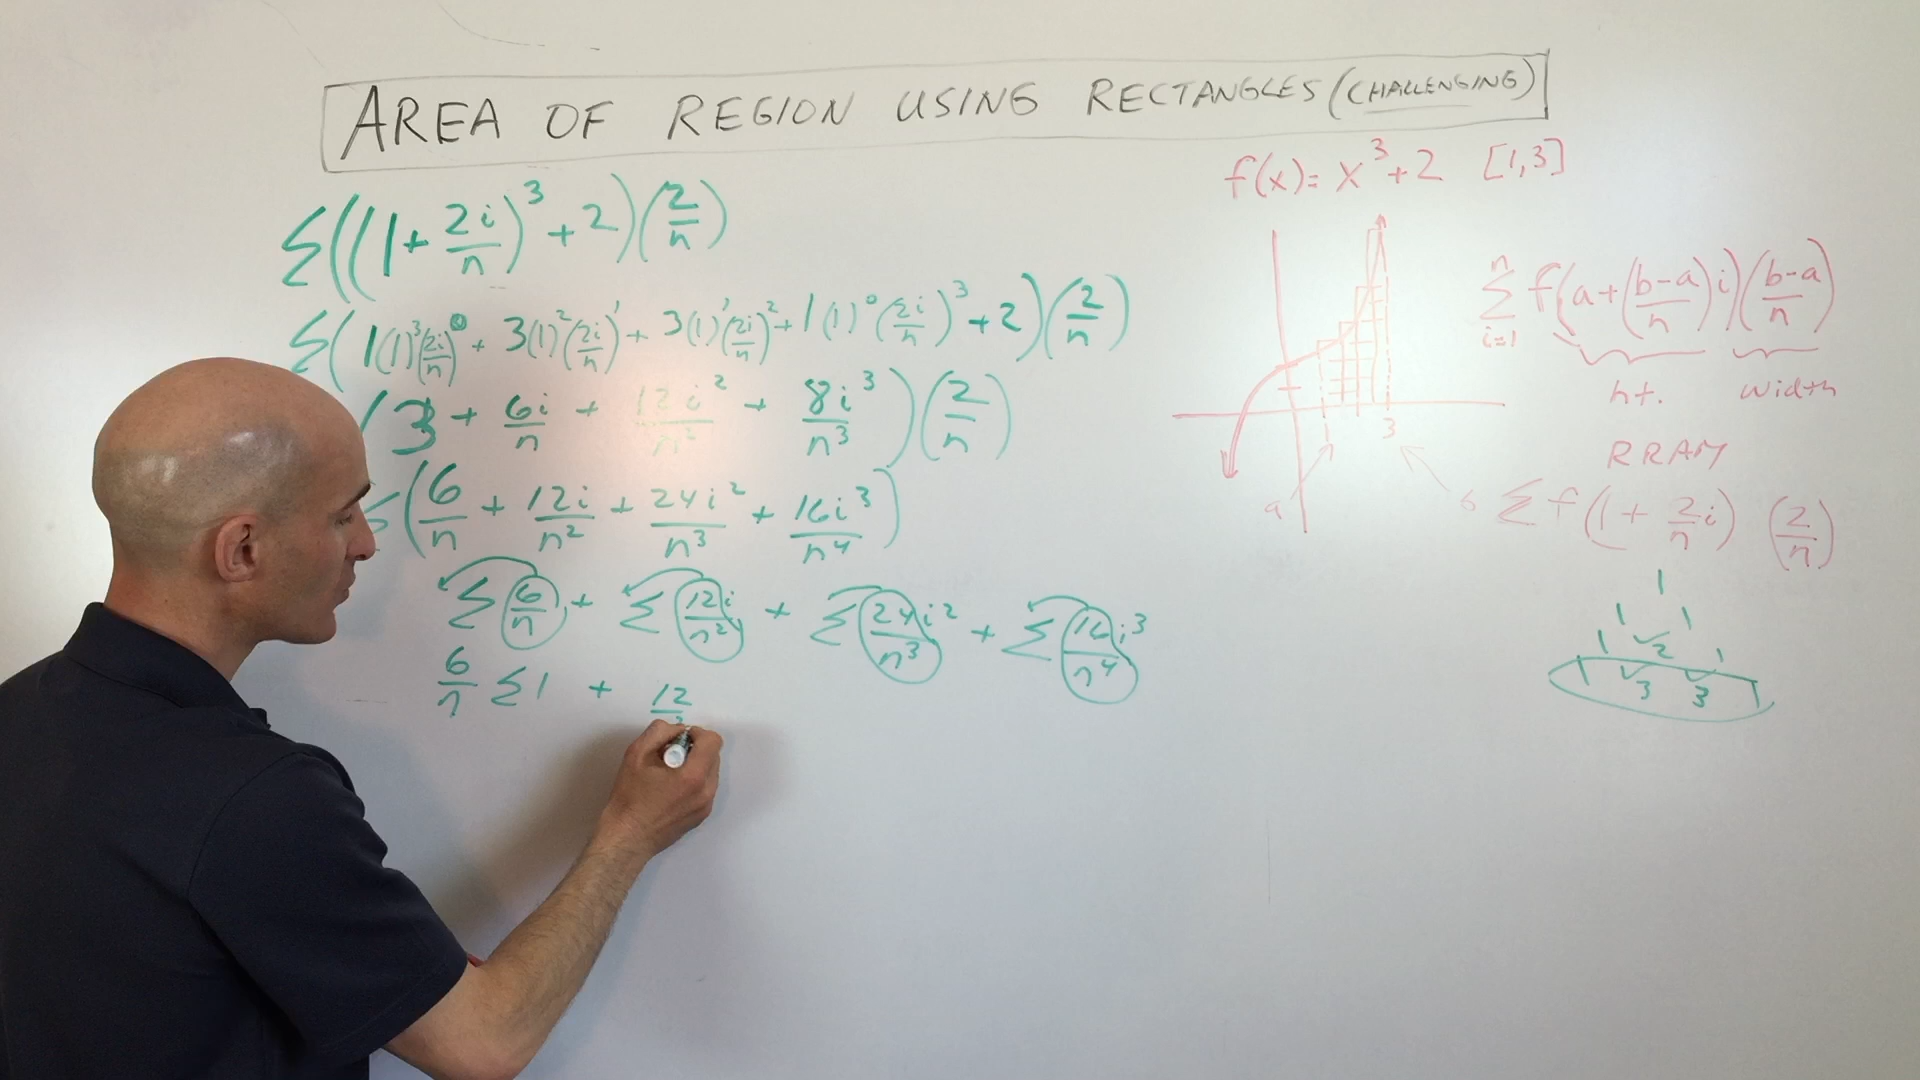 AREA OF REGION USING RECTANGLES (CHALLENGING)
f(x)= x³+2 [1,3]
Σ((1+ 2i/n)³+2)(2/n)
Σ(1(1)³(2i/n)⁰+ 3(1)²(2i/n)¹+ 3(1)¹(2i/n)²+ 1(1)⁰(2i/n)³+2)(2/n)
(3 + 6i/n + 12i²/n² + 8i³/n³)(2/n)
Σ(6/n + 12i/n² + 24i²/n³ + 16i³/n⁴)
Σ 6/n + Σ 12i/n² + Σ 24i²/n³ + Σ 16i³/n⁴
6/n Σ1 + 12/
n Σ i=1 f(a+(b-a/n)i)(b-a/n)
ht. width
RRAM
a 3 b
Σ f(1+ 2/n i) (2/n)
1
1 1
1 2 1
1 3 3 1